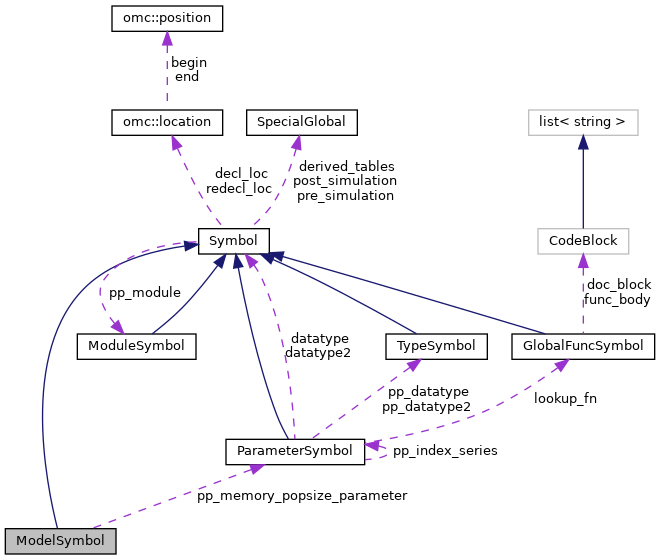 omc::position
begin
end
omc::location
SpecialGlobal
list< string >
decl_loc
redecl_loc
derived_tables
post_simulation
pre_simulation
Symbol
CodeBlock
pp_module
doc_block
func_body
ModuleSymbol
datatype
datatype2
TypeSymbol
GlobalFuncSymbol
pp_datatype
pp_datatype2
lookup_fn
ParameterSymbol
pp_index_series
pp_memory_popsize_parameter
ModelSymbol